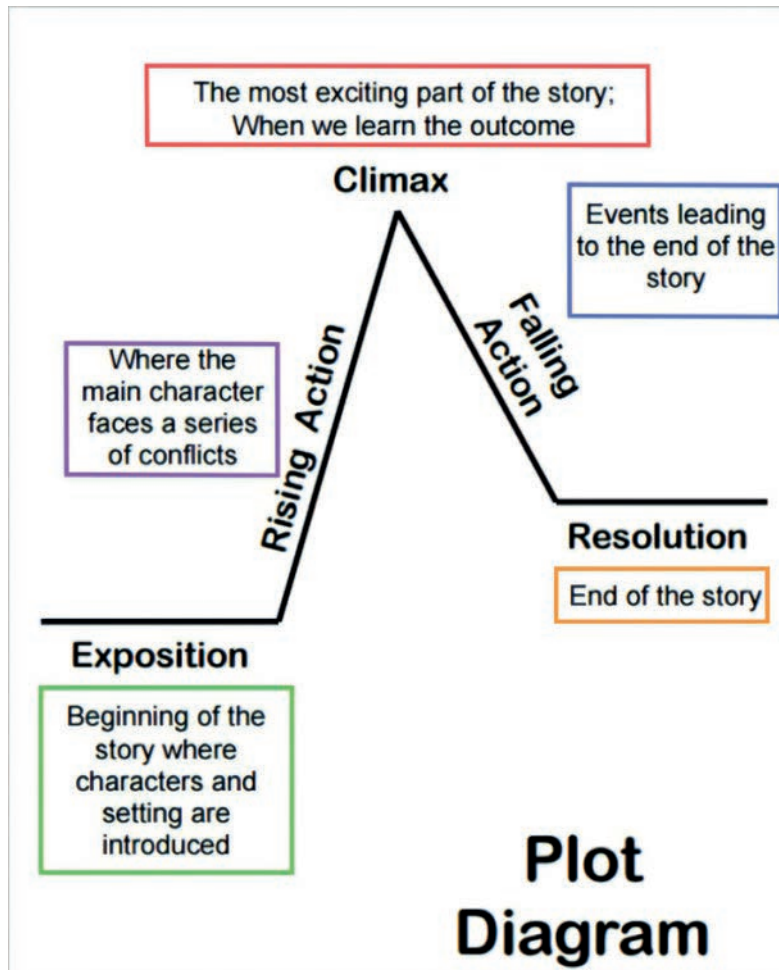 The most exciting part of the story;
When we learn the outcome
Climax
Events leading
to the end of the
story
Falling
Action
Where the
main character
faces a series
of conflicts
Rising Action
Resolution
End of the story
Exposition
Beginning of the
story where
characters and
setting are
introduced
Plot
Diagram